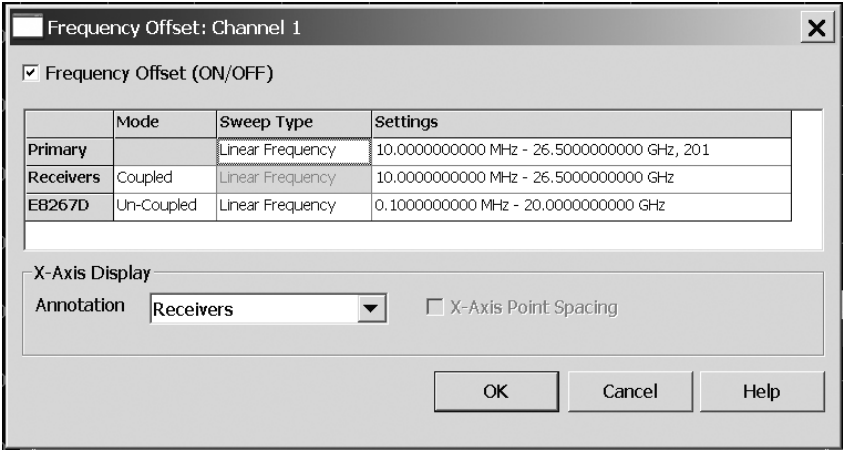 Frequency Offset: Channel 1
Frequency Offset (ON/OFF)
Mode Sweep Type Settings
Primary Linear Frequency 10.0000000000 MHz - 26.5000000000 GHz, 201
Receivers Coupled Linear Frequency 10.0000000000 MHz - 26.5000000000 GHz
E8267D Un-Coupled Linear Frequency 0.1000000000 MHz - 20.0000000000 GHz
X-Axis Display
Annotation Receivers X-Axis Point Spacing
OK Cancel Help